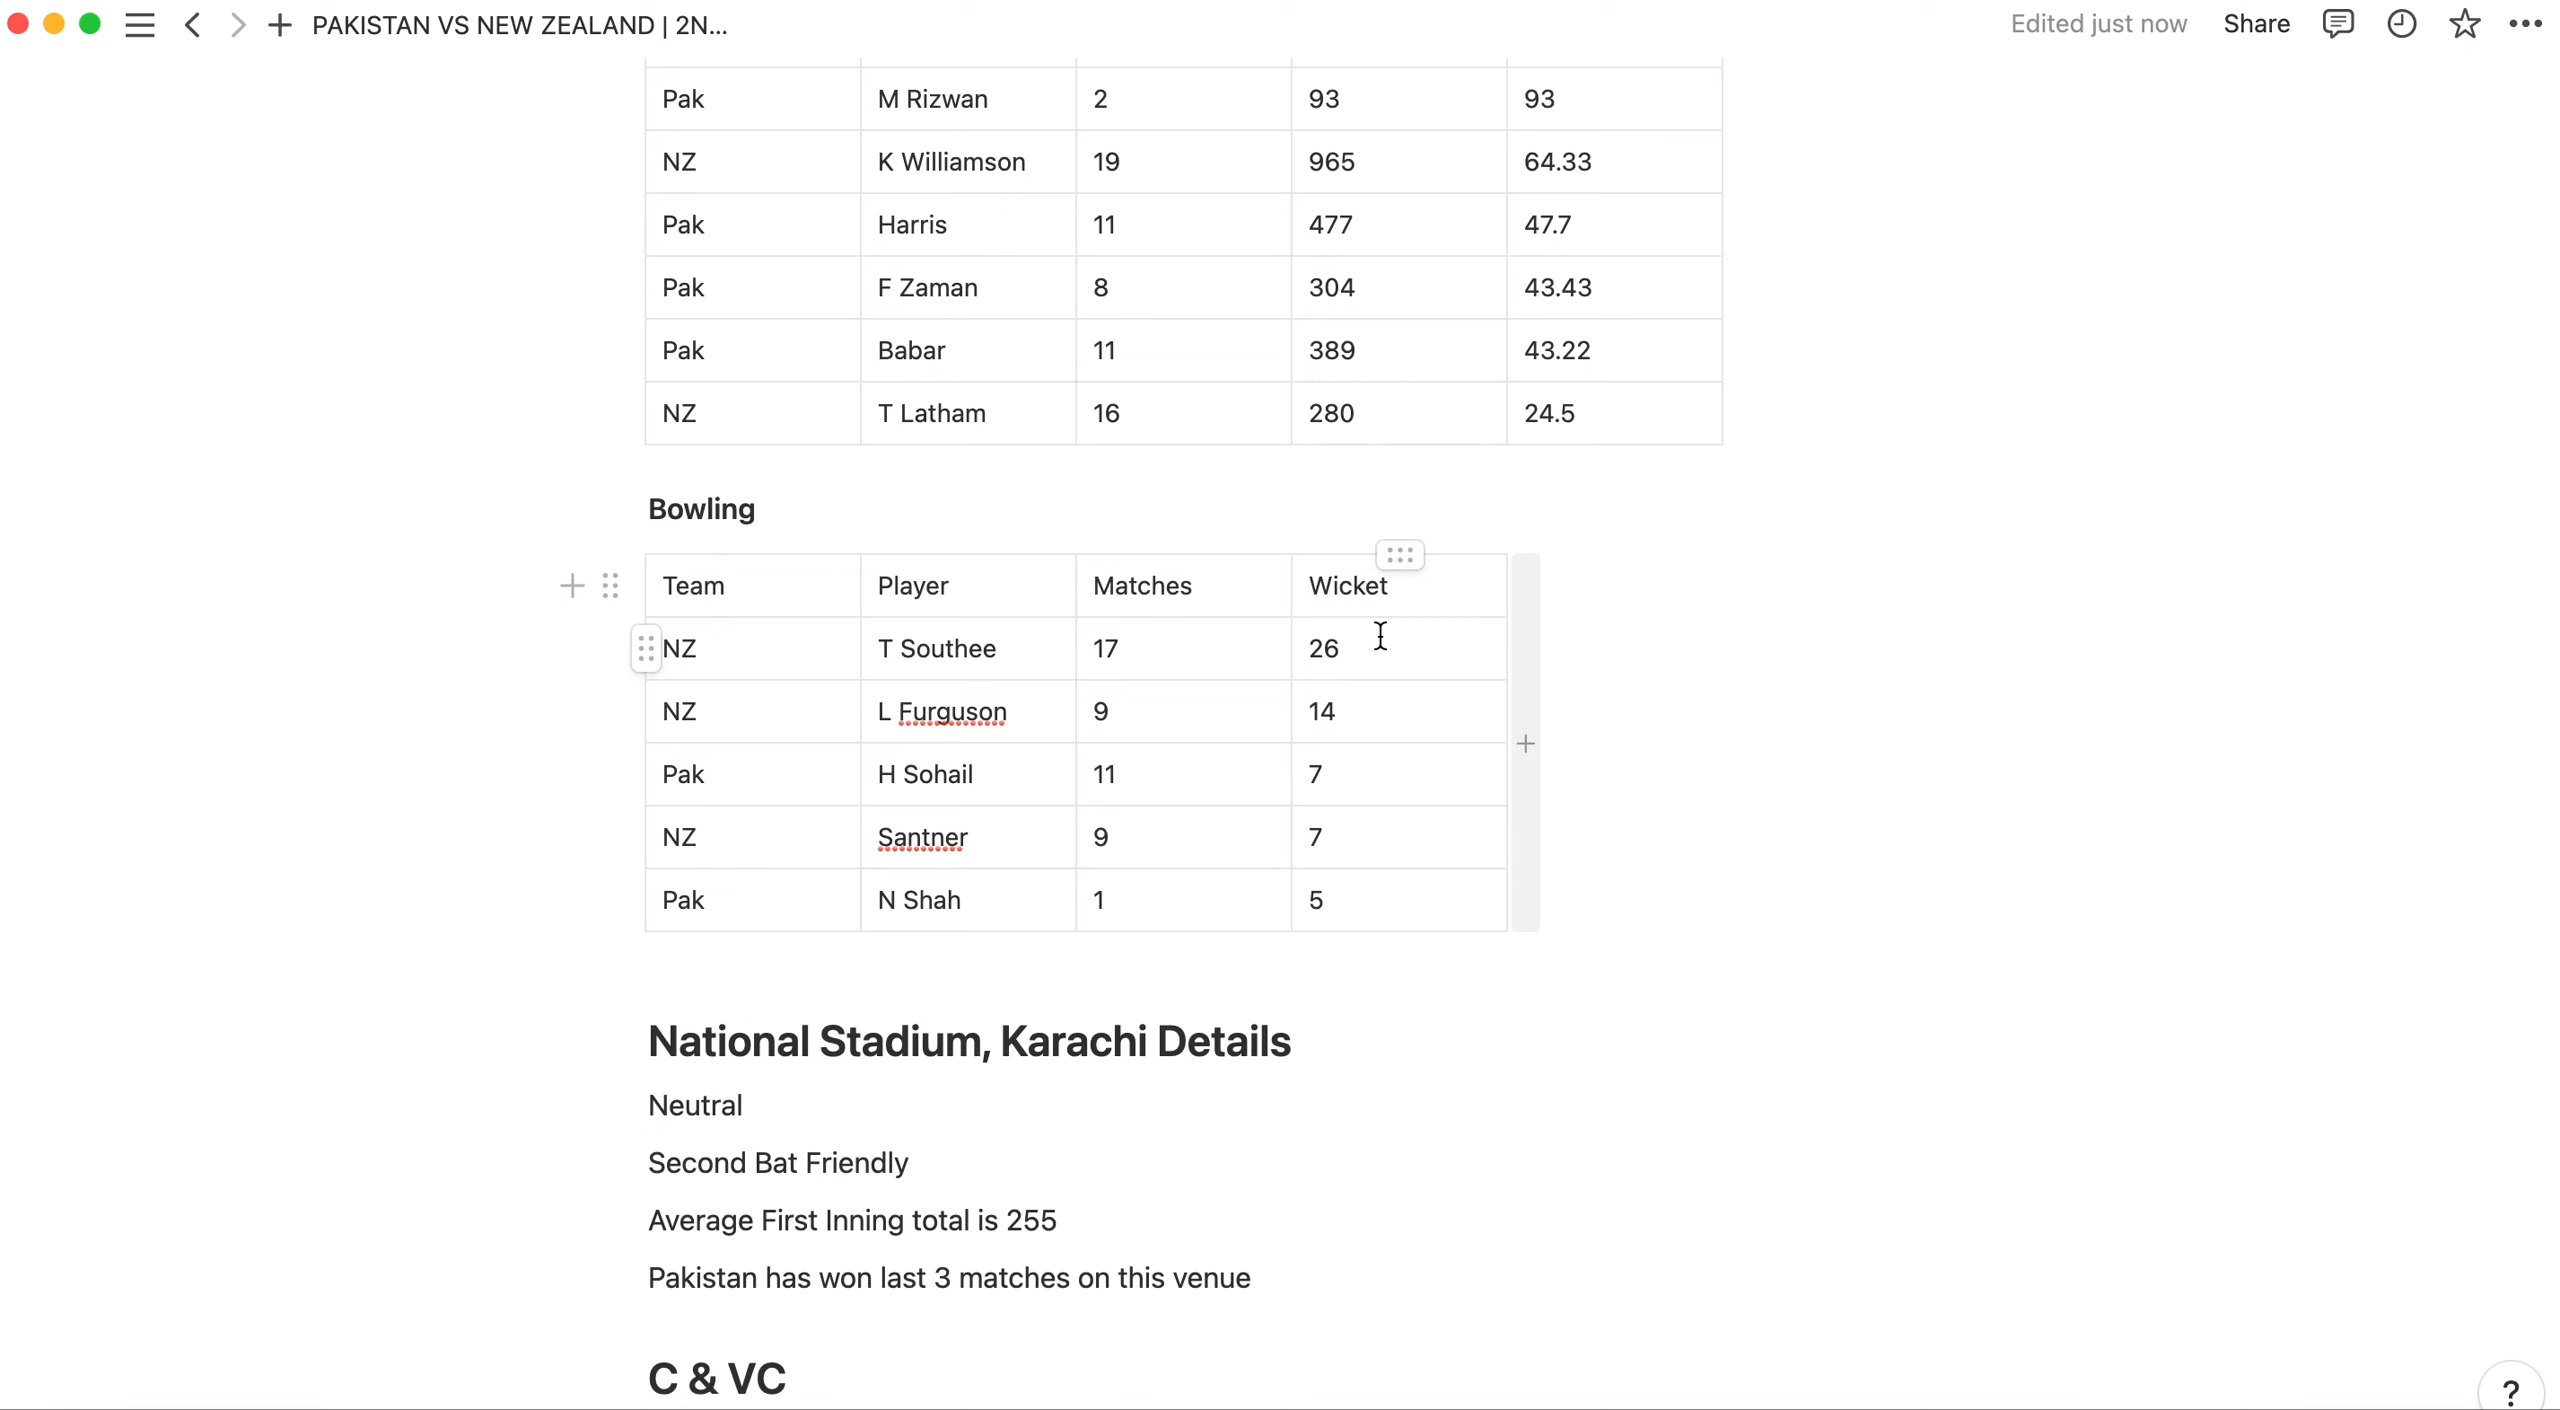 PAKISTAN VS NEW ZEALAND | 2N...
Edited just now Share
Pak M Rizwan 2 93 93
NZ K Williamson 19 965 64.33
Pak Harris 11 477 47.7
Pak F Zaman 8 304 43.43
Pak Babar 11 389 43.22
NZ T Latham 16 280 24.5
Bowling
Team Player Matches Wicket
NZ T Southee 17 26
NZ L Furguson 9 14
Pak H Sohail 11 7
NZ Santner 9 7
Pak N Shah 1 5
National Stadium, Karachi Details
Neutral
Second Bat Friendly
Average First Inning total is 255
Pakistan has won last 3 matches on this venue
C & VC
?